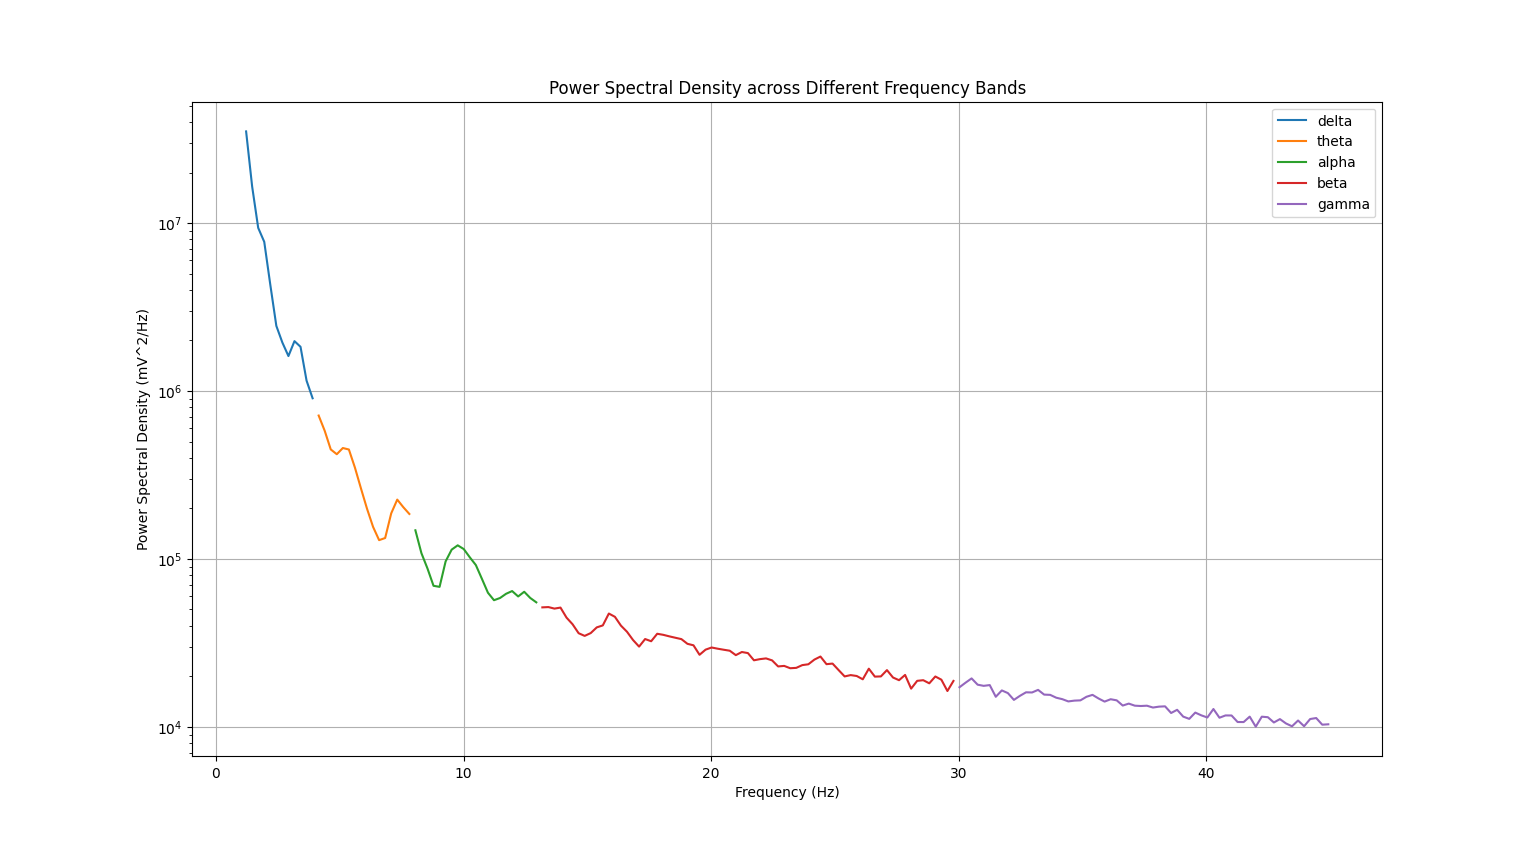 Power Spectral Density across Different Frequency Bands
delta
theta
alpha
beta
gamma
Power Spectral Density (mV^2/Hz)
10^7
10^6
10^5
10^4
0 10 20 30 40
Frequency (Hz)